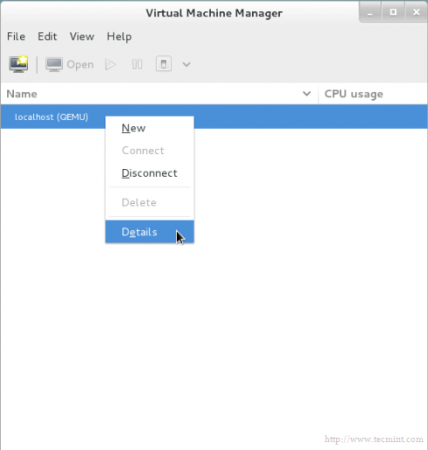 Virtual Machine Manager
File Edit View Help
Open
Name CPU usage
localhost (QEMU)
New
Connect
Disconnect
Delete
Details
http://www.tecmint.com